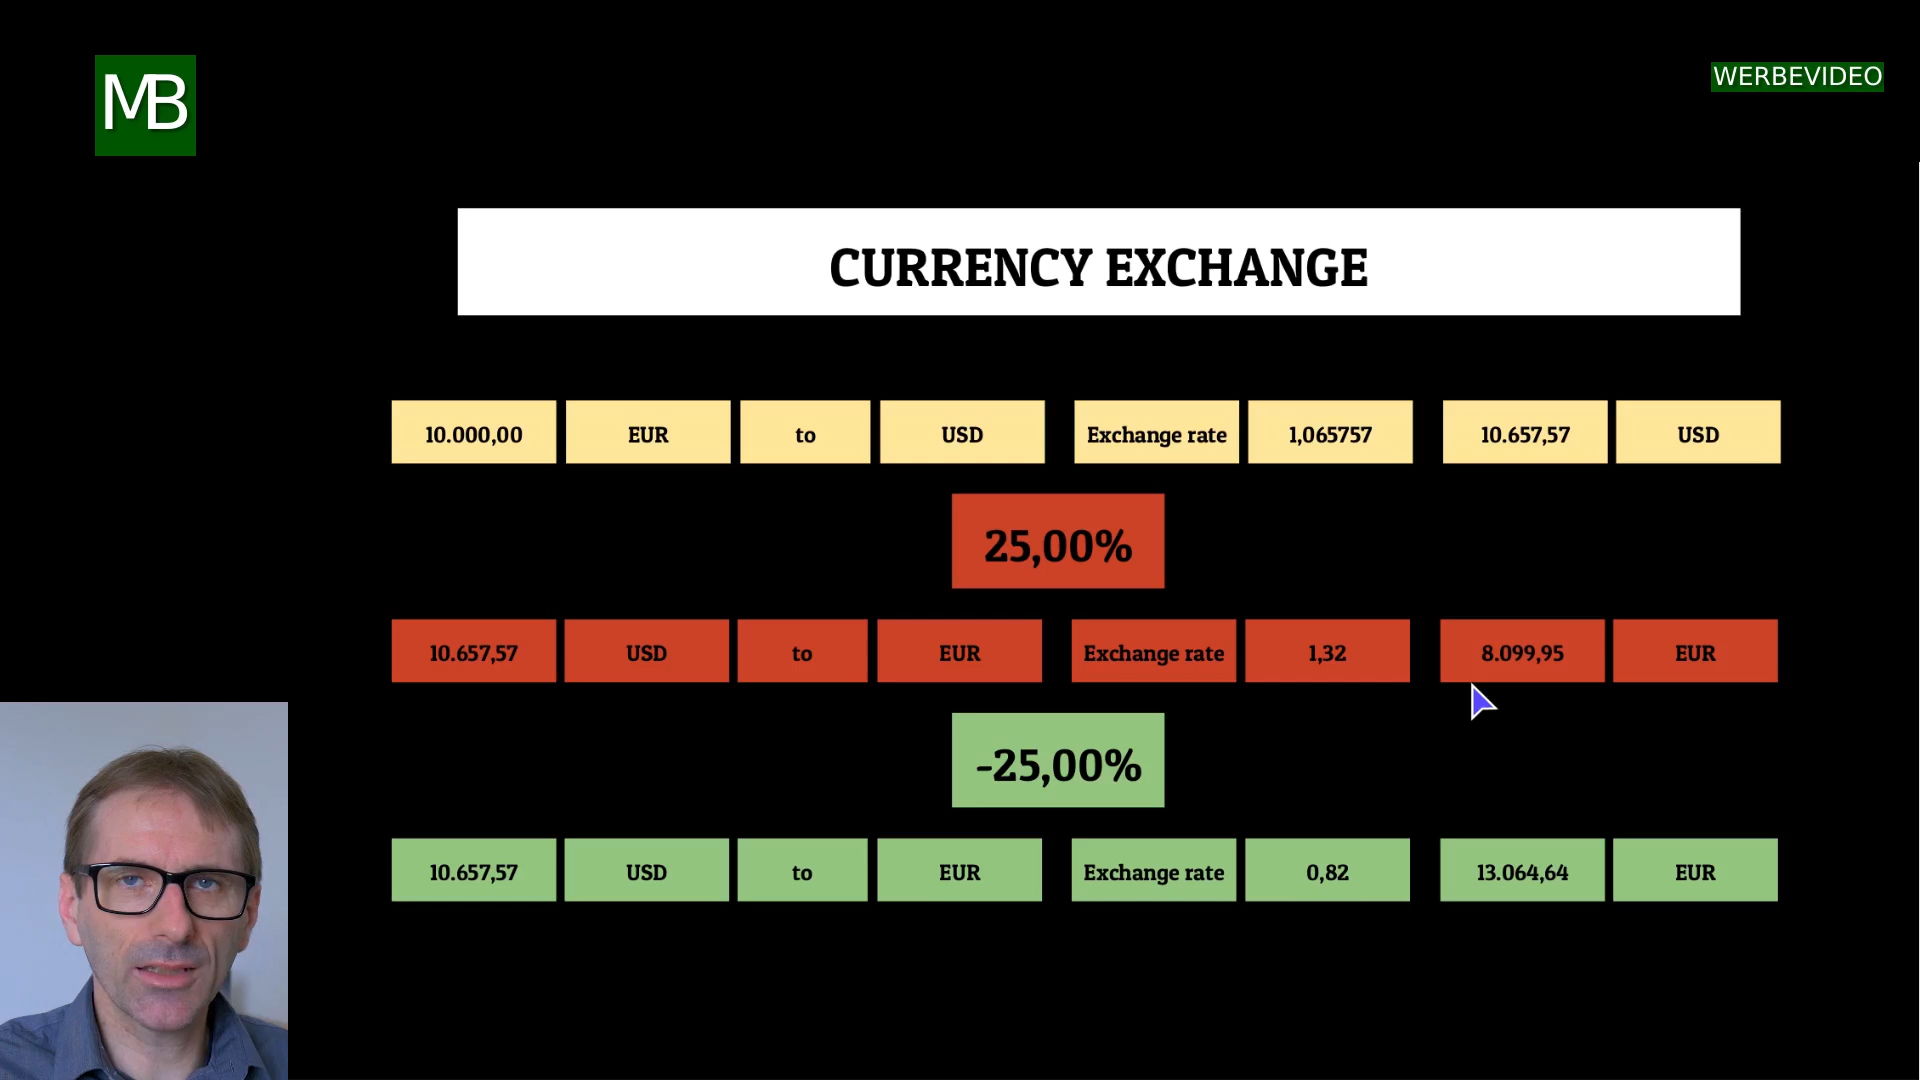 MB
WERBEVIDEO
CURRENCY EXCHANGE
10.000,00 EUR to USD Exchange rate 1,065757 10.657,57 USD
25,00%
10.657,57 USD to EUR Exchange rate 1,32 8.099,95 EUR
-25,00%
10.657,57 USD to EUR Exchange rate 0,82 13.064,64 EUR